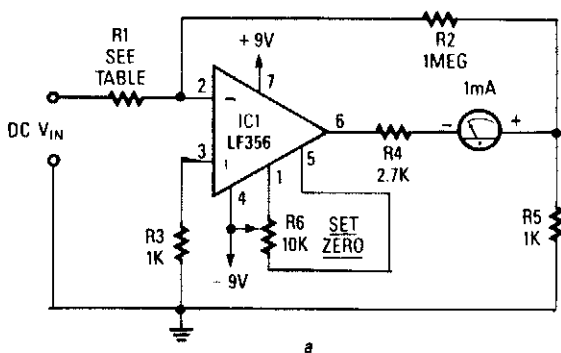 R1
SEE
TABLE
+ 9V
R2
1MEG
1mA
2
7
−
IC1
LF356
6
- +
DC VIN
3
5
R4
2.7K
1
4
R3
1K
R6
10K
SET
ZERO
R5
1K
- 9V
a